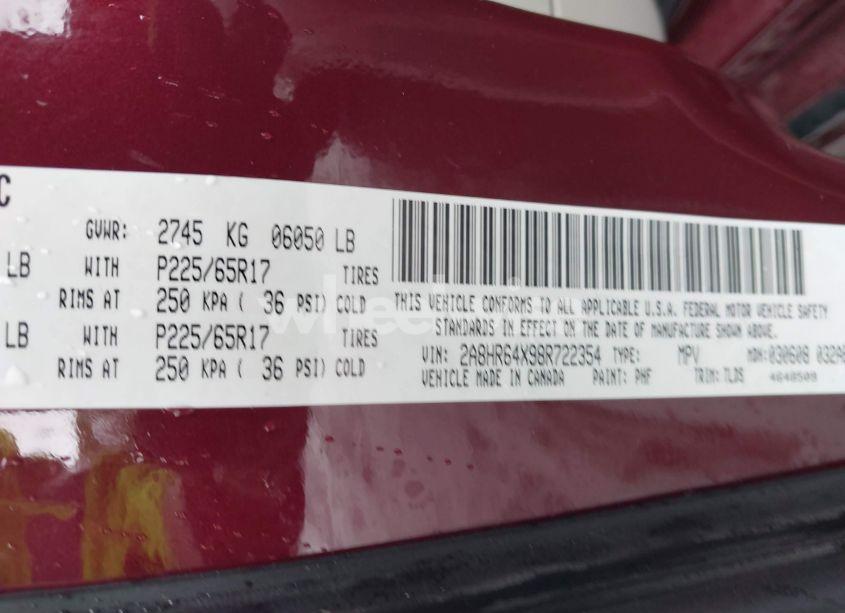 C
GVWR: 2745 KG 06050 LB
LB WITH P225/65R17 TIRES
RIMS AT 250 KPA ( 36 PSI) COLD
LB WITH P225/65R17 TIRES
RIMS AT 250 KPA ( 36 PSI) COLD
THIS VEHICLE CONFORMS TO ALL APPLICABLE U.S.A. FEDERAL MOTOR VEHICLE SAFETY
STANDARDS IN EFFECT ON THE DATE OF MANUFACTURE SHOWN ABOVE.
VIN: 2A8HR64X98R722354 TYPE: MPV MDH: 030608
VEHICLE MADE IN CANADA PAINT: PHF TRIM: TLDS 4648509